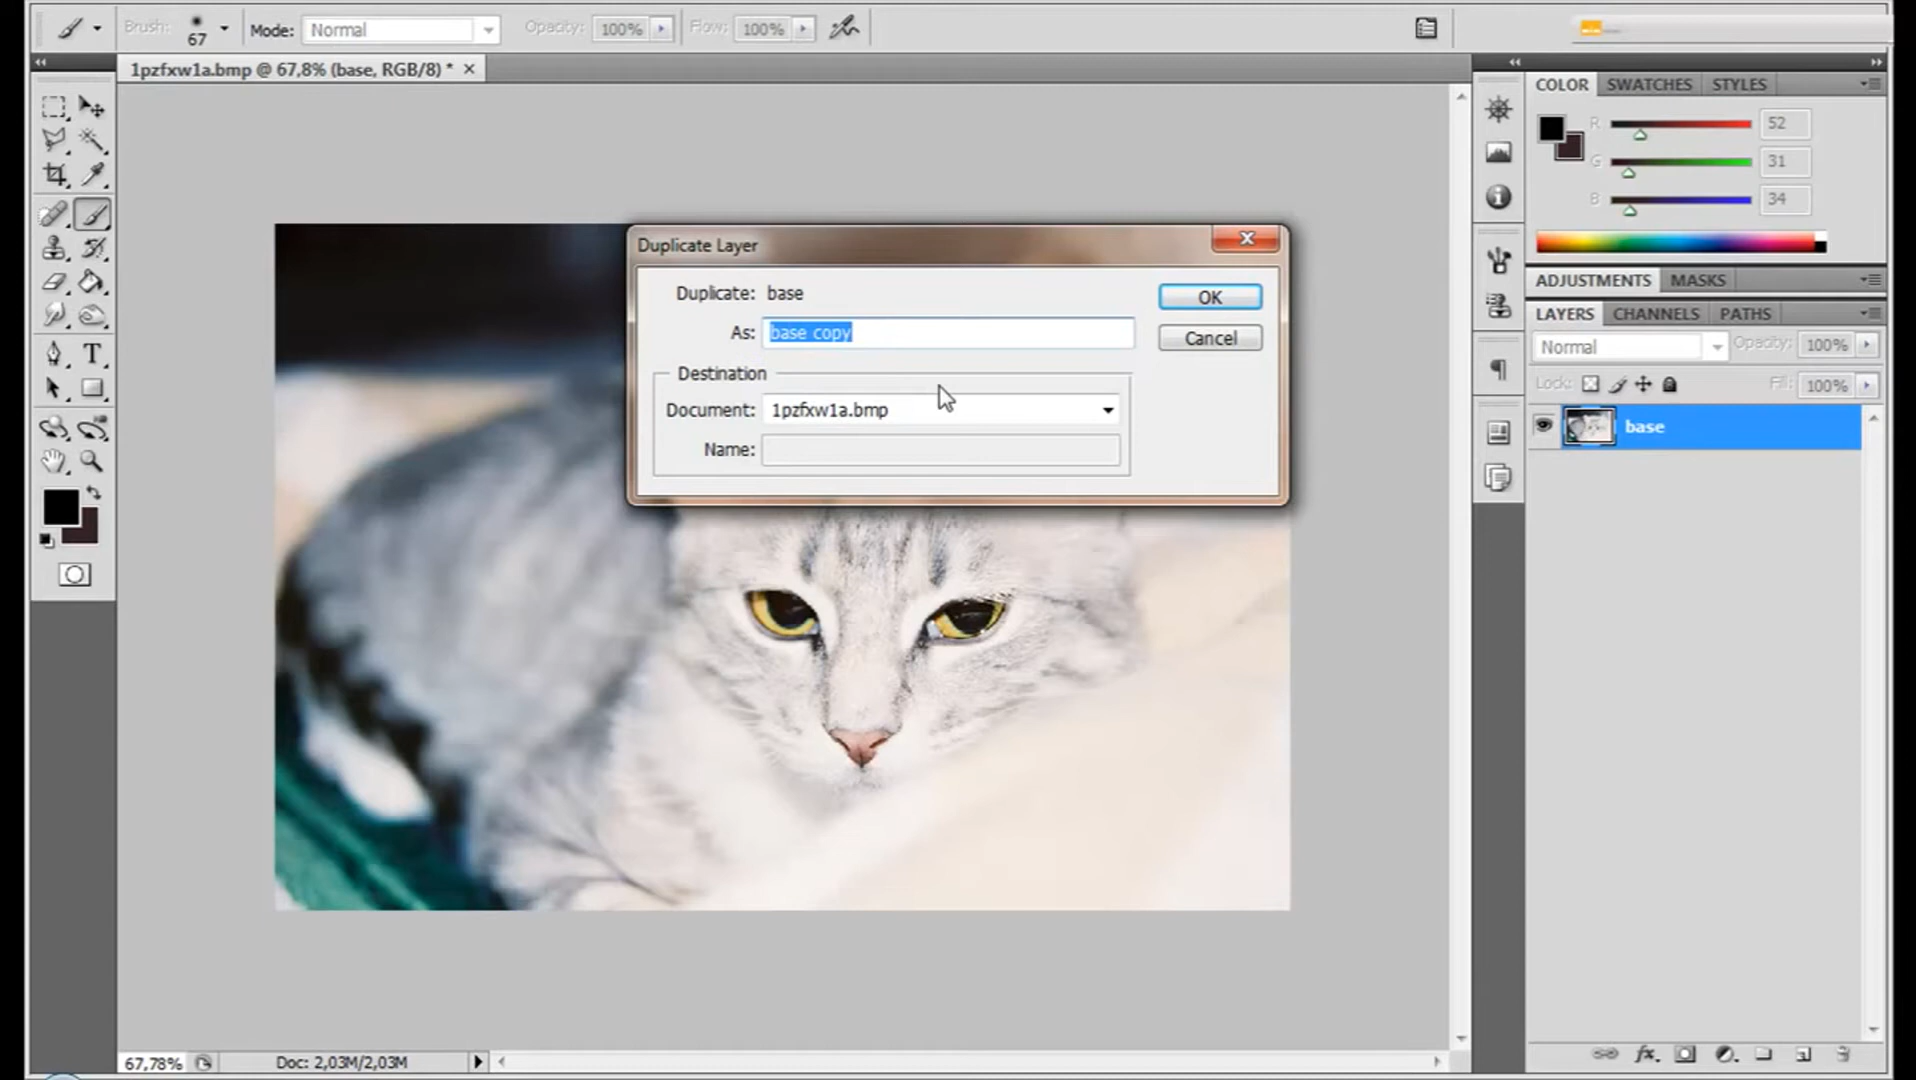 Brush:
67
Mode: Normal
Opacity: 100%
Flow: 100%
1pzfxw1a.bmp @ 67,8% (base, RGB/8) *
COLOR SWATCHES STYLES
R 52
G 31
B 34
ADJUSTMENTS MASKS
LAYERS CHANNELS PATHS
Normal Opacity: 100%
Lock: Fill: 100%
base
Duplicate Layer
Duplicate: base
As: base copy
Destination
Document: 1pzfxw1a.bmp
Name:
OK
Cancel
67,78% Doc: 2,03M/2,03M